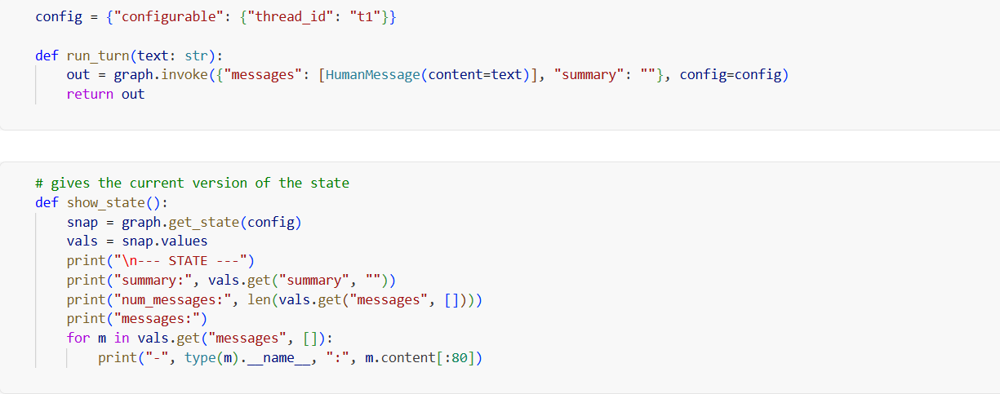 config = {"configurable": {"thread_id": "t1"}}
def run_turn(text: str):
out = graph.invoke({"messages": [HumanMessage(content=text)], "summary": ""}, config=config)
return out
# gives the current version of the state
def show_state():
snap = graph.get_state(config)
vals = snap.values
print("\n--- STATE ---")
print("summary:", vals.get("summary", ""))
print("num_messages:", len(vals.get("messages", [])))
print("messages:")
for m in vals.get("messages", []):
print("-", type(m).__name__, ":", m.content[:80])